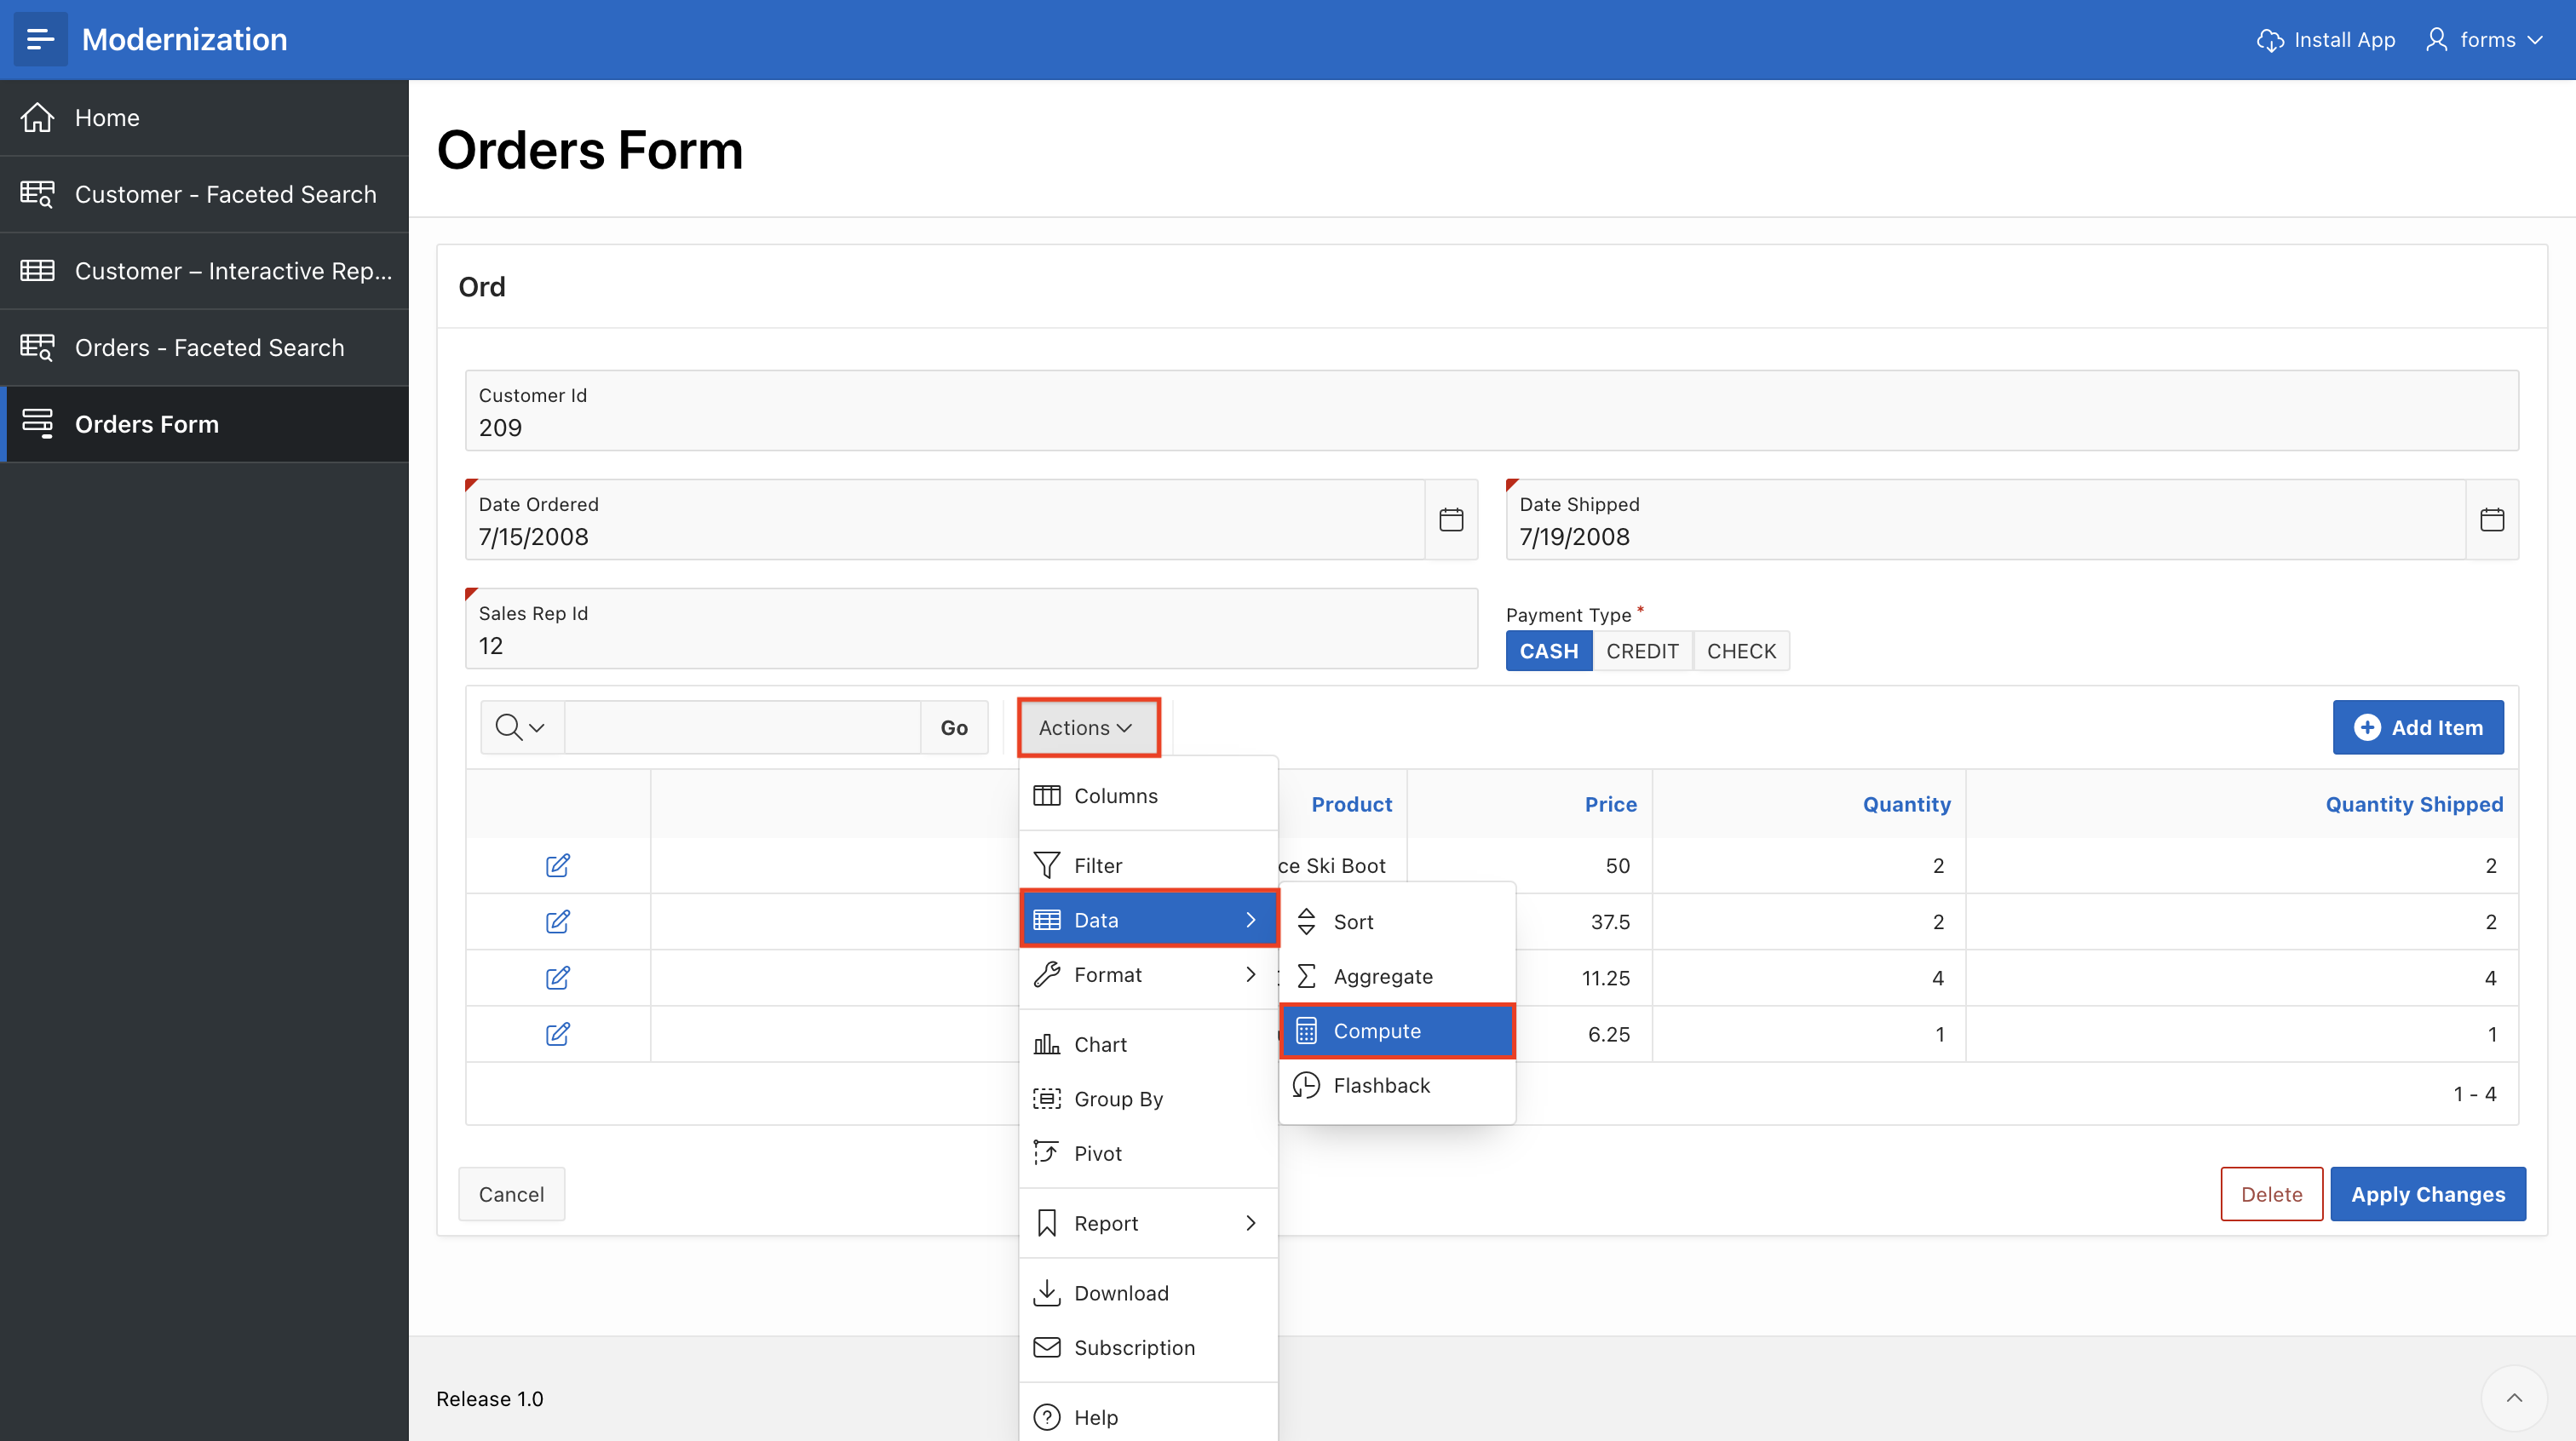 Modernization
Install App
forms
Home
Customer - Faceted Search
Customer – Interactive Rep...
Orders - Faceted Search
Orders Form
Orders Form
Ord
Customer Id
209
Date Ordered
7/15/2008
Date Shipped
7/19/2008
Sales Rep Id
12
Payment Type *
CASH CREDIT CHECK
Go
Actions
Add Item
Product Price Quantity Quantity Shipped
ce Ski Boot 50 2 2
37.5 2 2
11.25 4 4
6.25 1 1
1 - 4
Columns
Filter
Data
Format
Chart
Group By
Pivot
Report
Download
Subscription
Help
Sort
Aggregate
Compute
Flashback
Cancel
Delete
Apply Changes
Release 1.0